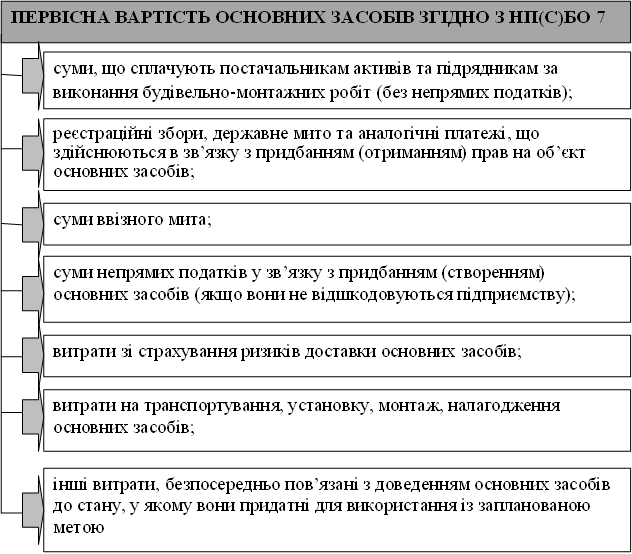 ПЕРВІСНА ВАРТІСТЬ ОСНОВНИХ ЗАСОБІВ ЗГІДНО З НП(С)БО 7
суми, що сплачують постачальникам активів та підрядникам за
виконання будівельно-монтажних робіт (без непрямих податків);
реєстраційні збори, державне мито та аналогічні платежі, що
здійснюються в зв’язку з придбанням (отриманням) прав на об’єкт
основних засобів;
суми ввізного мита;
суми непрямих податків у зв’язку з придбанням (створенням)
основних засобів (якщо вони не відшкодовуються підприємству);
витрати зі страхування ризиків доставки основних засобів;
витрати на транспортування, установку, монтаж, налагодження
основних засобів;
інші витрати, безпосередньо пов’язані з доведенням основних засобів
до стану, у якому вони придатні для використання із запланованою
метою